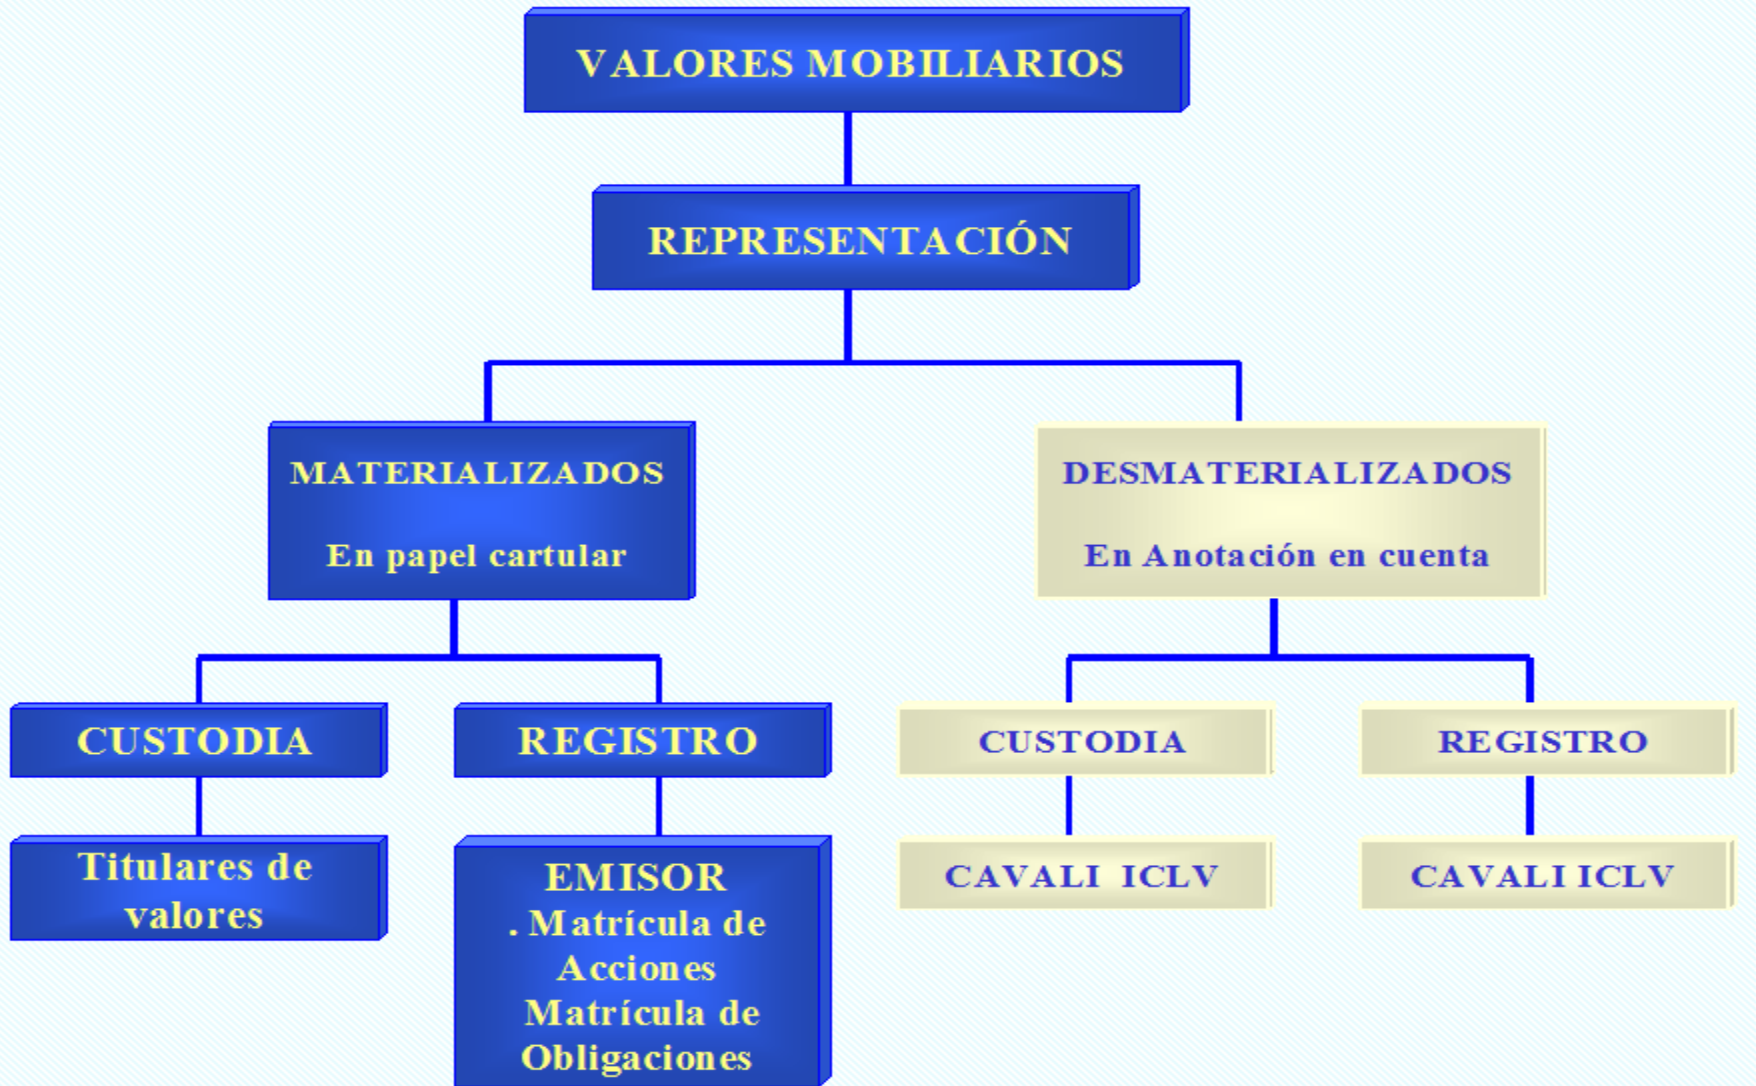 VALORES MOBILIARIOS
REPRESENTACIÓN
MATERIALIZADOS
En papel cartular
DESMATERIALIZADOS
En Anotación en cuenta
CUSTODIA
REGISTRO
CUSTODIA
REGISTRO
Titulares de
valores
EMISOR
. Matrícula de
Acciones
Matrícula de
Obligaciones
CAVALI ICLV
CAVALI ICLV